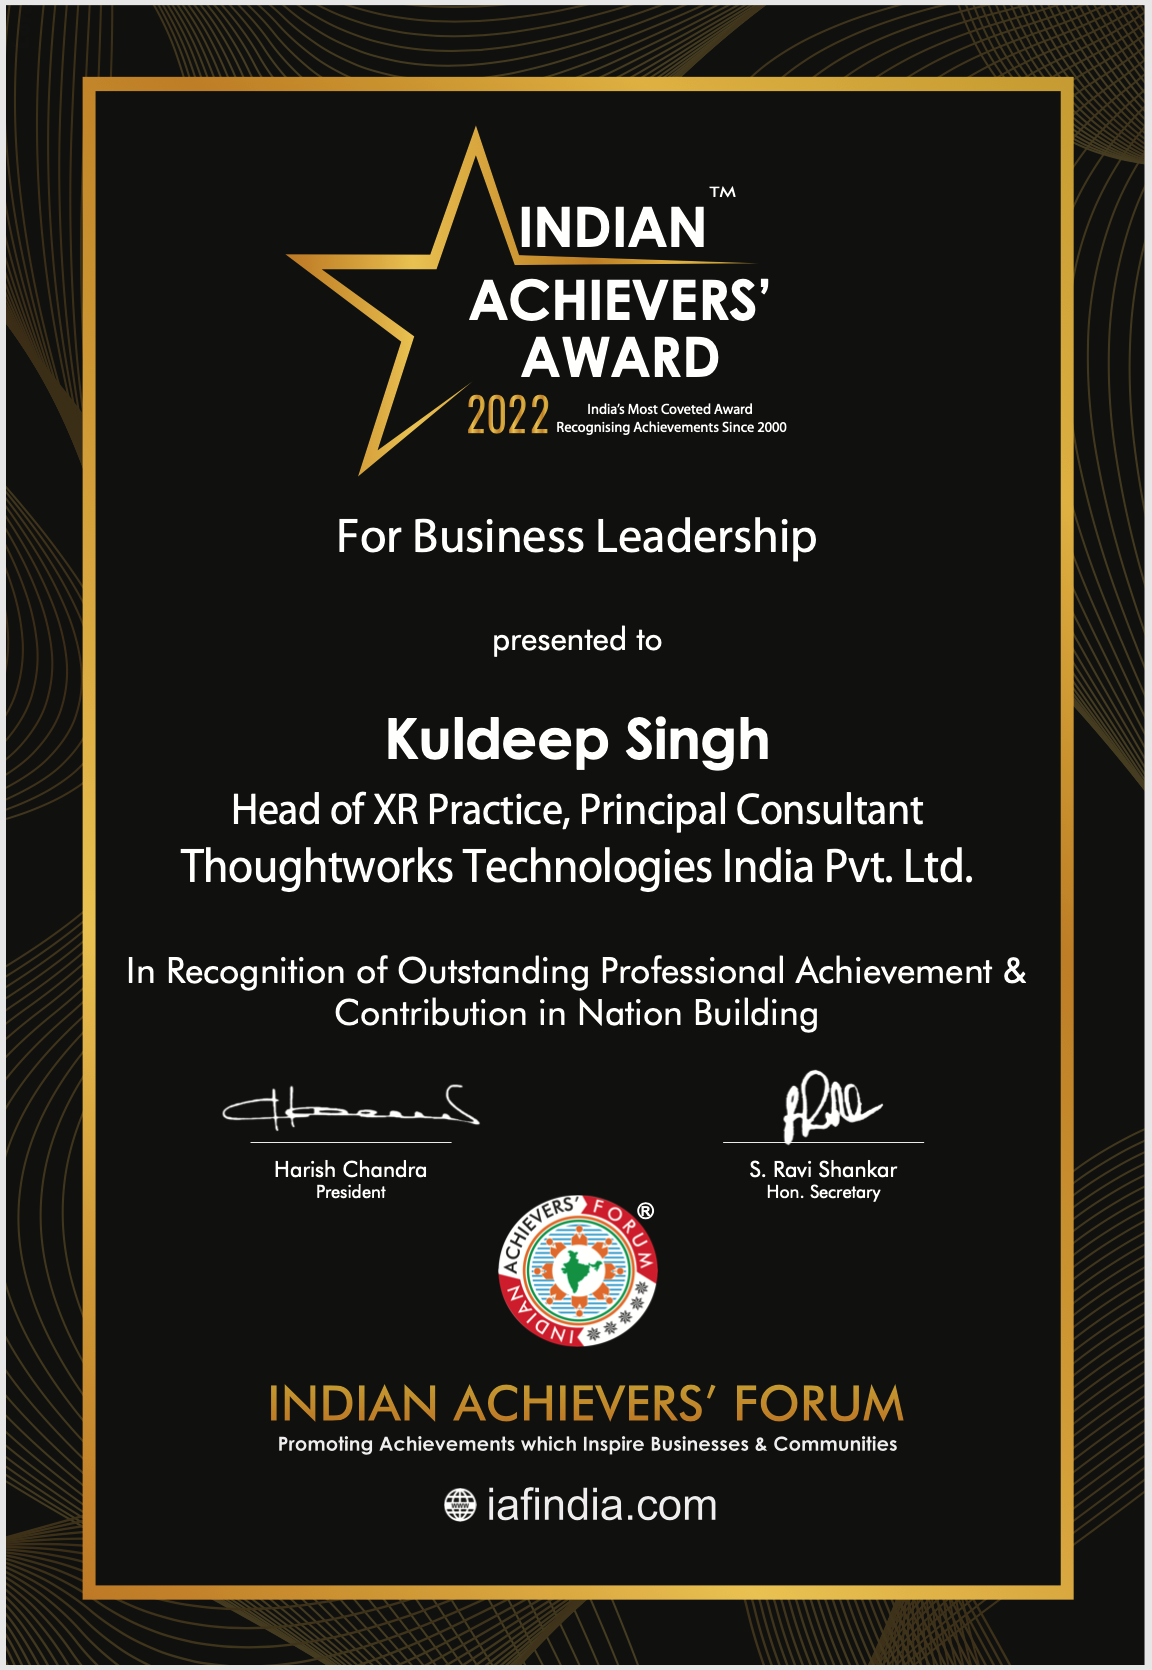 INDIAN™
ACHIEVERS’
AWARD
2022
India’s Most Coveted Award
Recognising Achievements Since 2000
For Business Leadership
presented to
Kuldeep Singh
Head of XR Practice, Principal Consultant
Thoughtworks Technologies India Pvt. Ltd.
In Recognition of Outstanding Professional Achievement &
Contribution in Nation Building
Harish Chandra
President
S. Ravi Shankar
Hon. Secretary
INDIAN ACHIEVERS’ FORUM ®
INDIAN ACHIEVERS’ FORUM
Promoting Achievements which Inspire Businesses & Communities
www
iafindia.com